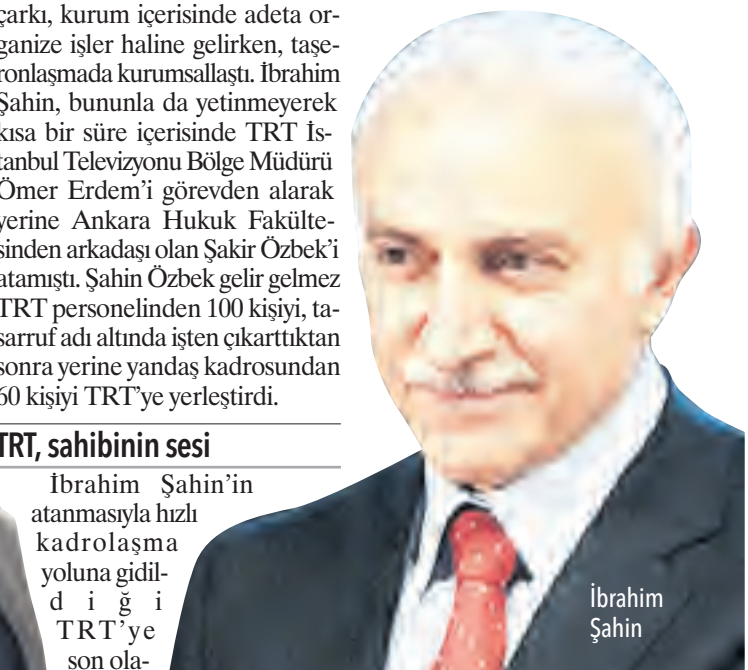 çarkı, kurum içerisinde adeta or-
ganize işler haline gelirken, taşe-
ronlaşmada kurumsallaştı. İbrahim
Şahin, bununla da yetinmeyerek
kısa bir süre içerisinde TRT İs-
tanbul Televizyonu Bölge Müdürü
Ömer Erdem’i görevden alarak
yerine Ankara Hukuk Fakülte-
sinden arkadaşı olan Şakir Özbek’i
atamıştı. Şahin Özbek gelir gelmez
TRT personelinden 100 kişiyi, ta-
sarruf adı altında işten çıkarttıktan
sonra yerine yandaş kadrosundan
60 kişiyi TRT’ye yerleştirdi.
TRT, sahibinin sesi
İbrahim Şahin’in
atanmasıyla hızlı
kadrolaşma
yoluna gidil-
diği
TRT’ye
son ola-
İbrahim
Şahin